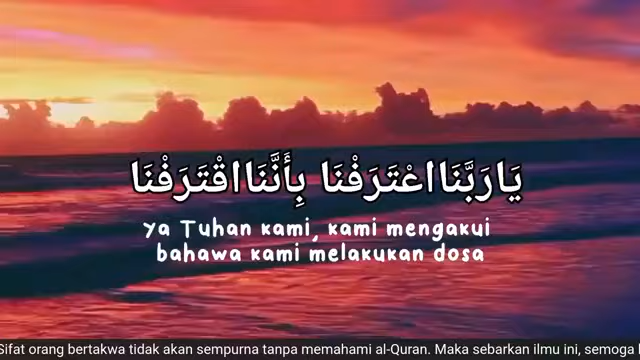 يَارَبَّنَااعْتَرَفْنَا بِأَنَّنَااقْتَرَفْنَا
Ya Tuhan kami, kami mengakui
bahawa kami melakukan dosa
Sifat orang bertakwa tidak akan sempurna tanpa memahami al-Quran. Maka sebarkan ilmu ini, semoga